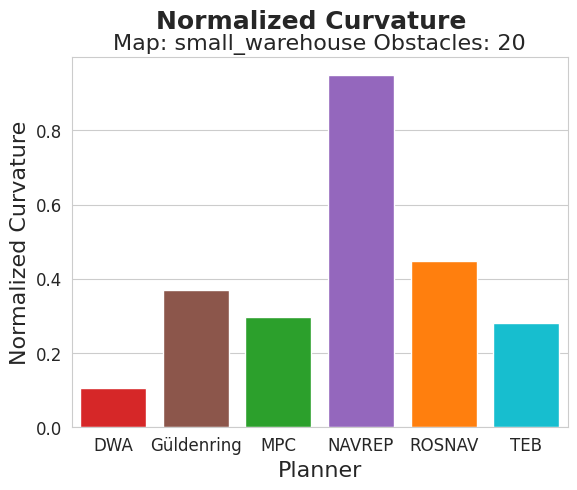 Normalized Curvature
Map: small_warehouse Obstacles: 20
Normalized Curvature
0.8
0.6
0.4
0.2
0.0
DWA Güldenring MPC NAVREP ROSNAV TEB
Planner